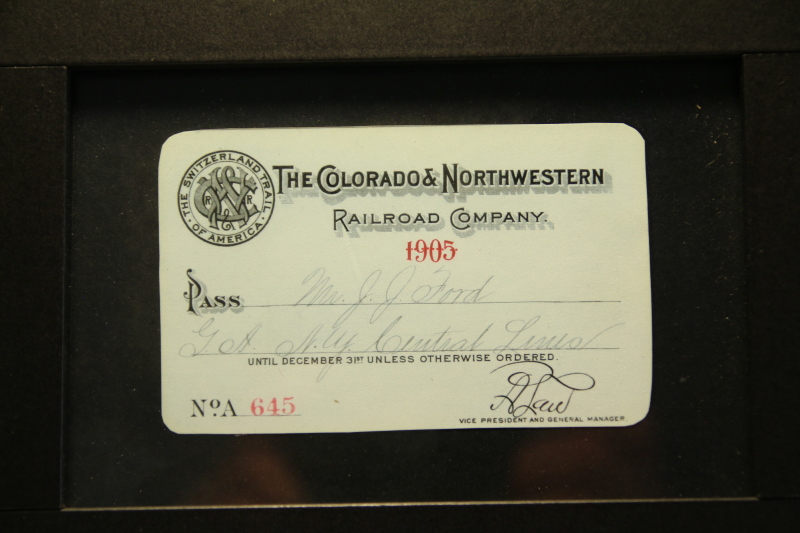 THE SWITZERLAND TRAIL
OF AMERICA
C&N
R.R.
THE COLORADO & NORTHWESTERN
RAILROAD COMPANY.
1905
PASS Mr. J. J. Ford
G A. N.Y. Central Lines
UNTIL DECEMBER 31ST UNLESS OTHERWISE ORDERED.
No. A 645
VICE PRESIDENT AND GENERAL MANAGER.